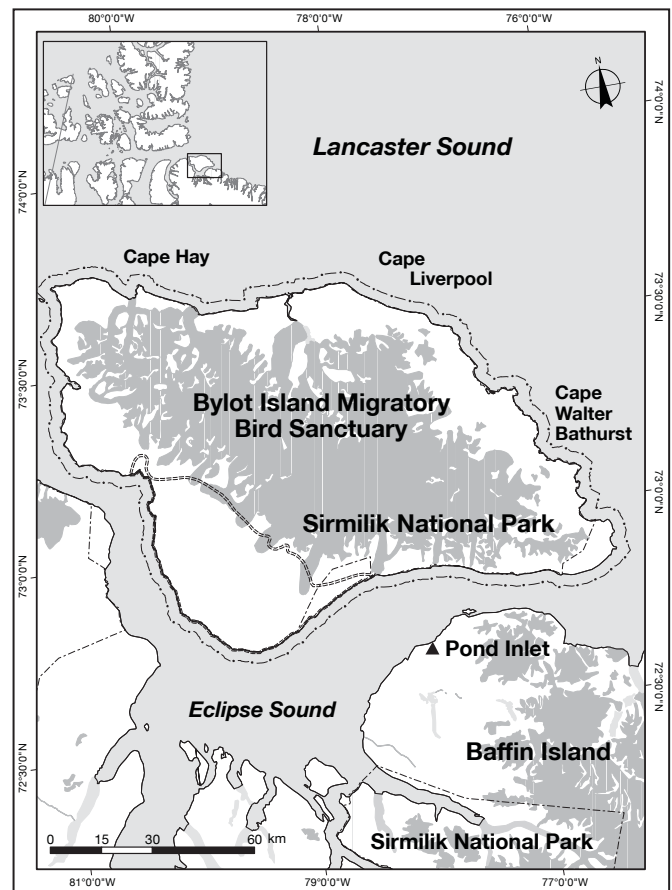 80°0'0"W 78°0'0"W 76°0'0"W
N
74°0'0"N
Lancaster Sound
74°0'0"N
Cape Hay
Cape
Liverpool
73°30'0"N
73°30'0"N
Bylot Island Migratory
Bird Sanctuary
Cape
Walter
Bathurst
73°0'0"N
Sirmilik National Park
73°0'0"N
Pond Inlet
72°30'0"N
Eclipse Sound
Baffin Island
72°30'0"N
0 15 30 60 km
Sirmilik National Park
81°0'0"W 79°0'0"W 77°0'0"W